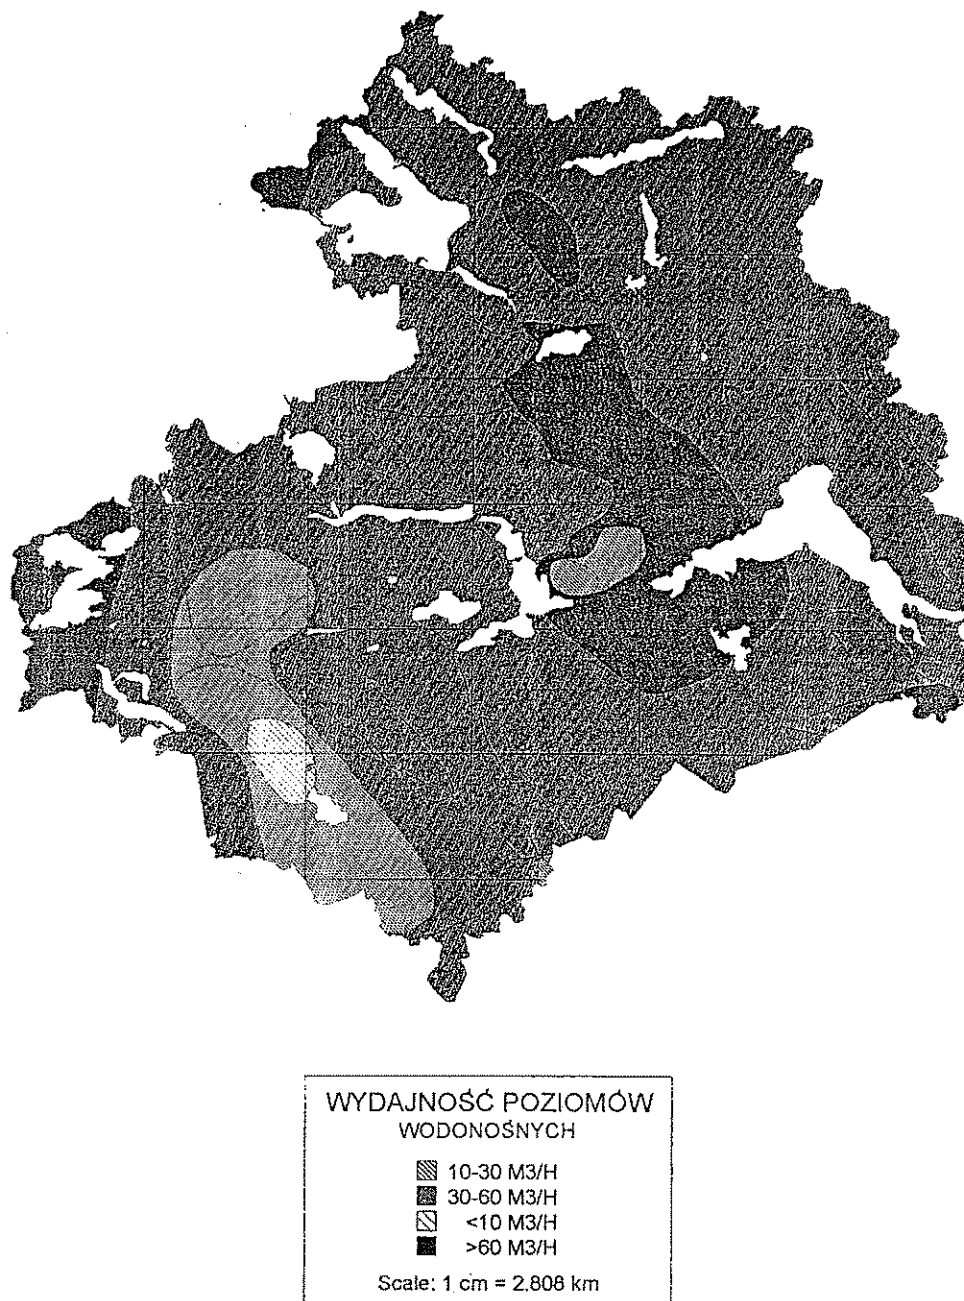 WYDAJNOŚĆ POZIOMÓW
WODONOŚNYCH
10-30 M3/H
30-60 M3/H
<10 M3/H
>60 M3/H
Scale: 1 cm = 2.808 km